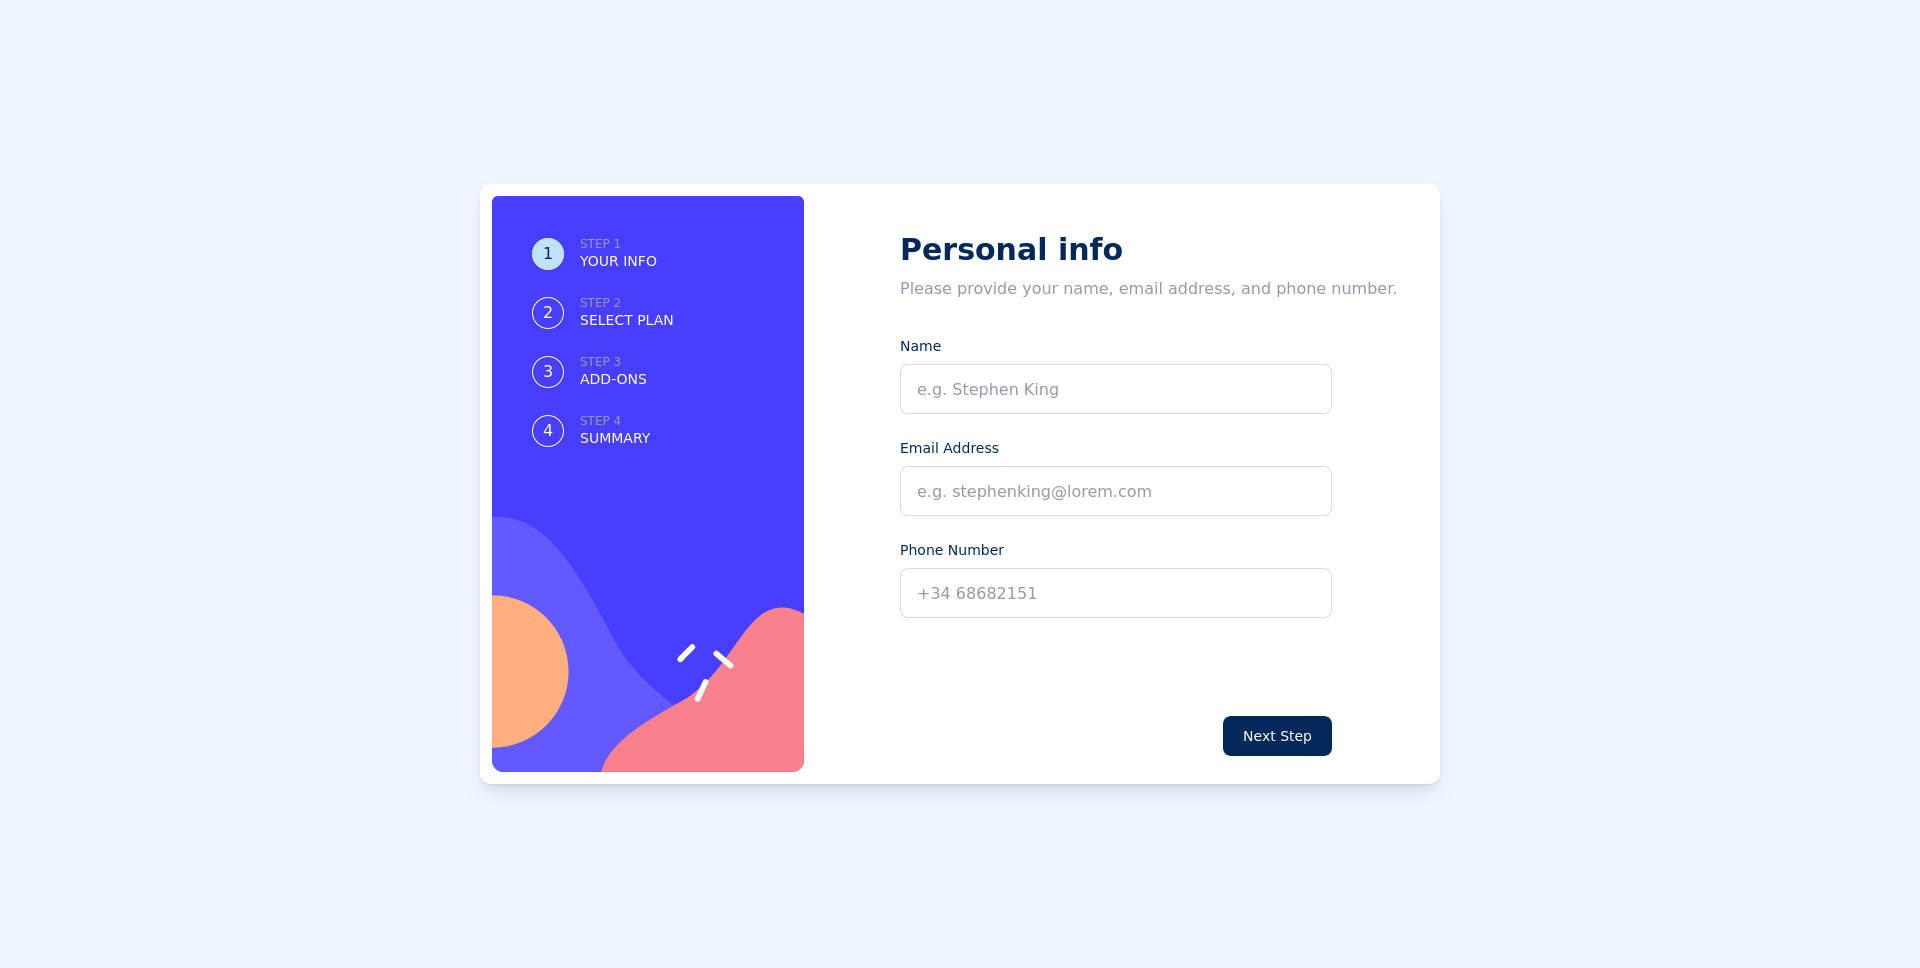 1
STEP 1
YOUR INFO
2
STEP 2
SELECT PLAN
3
STEP 3
ADD-ONS
4
STEP 4
SUMMARY
Personal info
Please provide your name, email address, and phone number.
Name
e.g. Stephen King
Email Address
e.g. stephenking@lorem.com
Phone Number
+34 68682151
Next Step